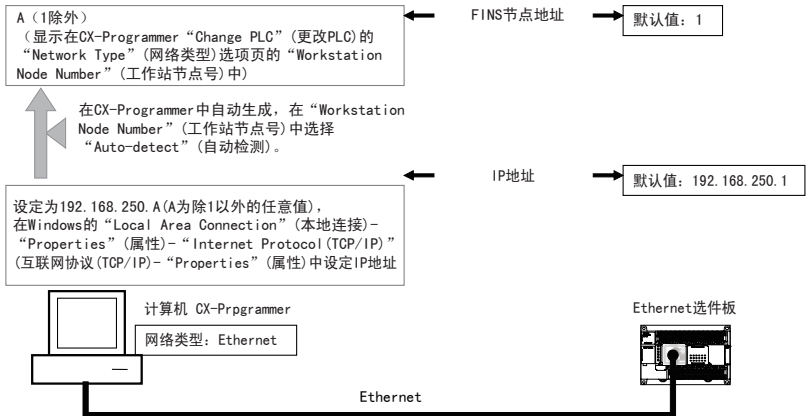 A（1除外）
（显示在CX-Programmer“Change PLC”(更改PLC)的
“Network Type”(网络类型)选项页的“Workstation
Node Number”(工作站节点号)中）
FINS节点地址
默认值：1
在CX-Programmer中自动生成，在“Workstation
Node Number”(工作站节点号)中选择
“Auto-detect”(自动检测)。
IP地址
默认值：192.168.250.1
设定为192.168.250.A(A为除1以外的任意值)，
在Windows的“Local Area Connection”(本地连接)-
“Properties”(属性)-“Internet Protocol(TCP/IP)”
(互联网协议(TCP/IP)-“Properties”(属性)中设定IP地址
计算机 CX-Prpgrammer
网络类型：Ethernet
Ethernet选件板
Ethernet